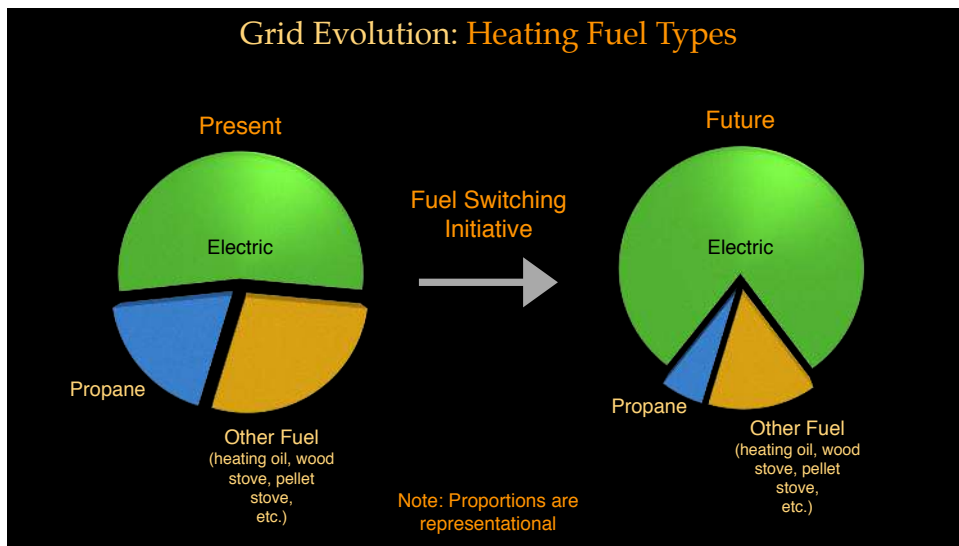 Grid Evolution: Heating Fuel Types
Present
Electric
Propane
Other Fuel
(heating oil, wood
stove, pellet
stove,
etc.)
Fuel Switching
Initiative
Future
Electric
Propane
Other Fuel
(heating oil, wood
stove, pellet
stove,
etc.)
Note: Proportions are
representational